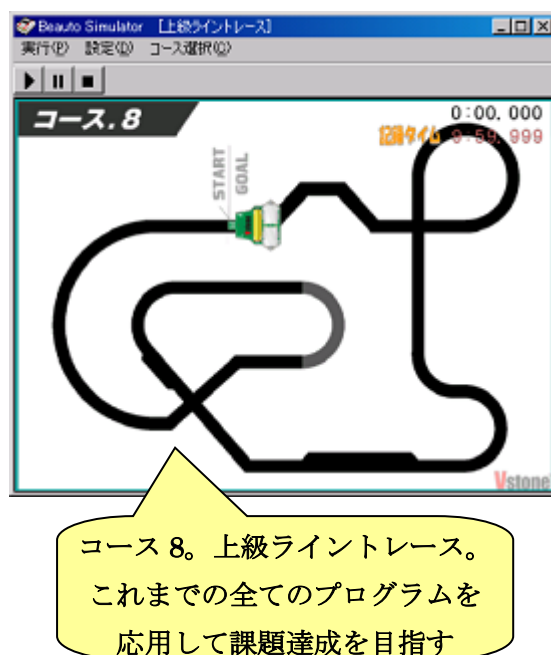 Beauto Simulator 【上級ライントレース】
実行(P) 設定(D) コース選択(C)
コース.8
0:00.000
記録タイム 9:59.999
START
GOAL
Vstone
コース 8。上級ライントレース。
これまでの全てのプログラムを
応用して課題達成を目指す